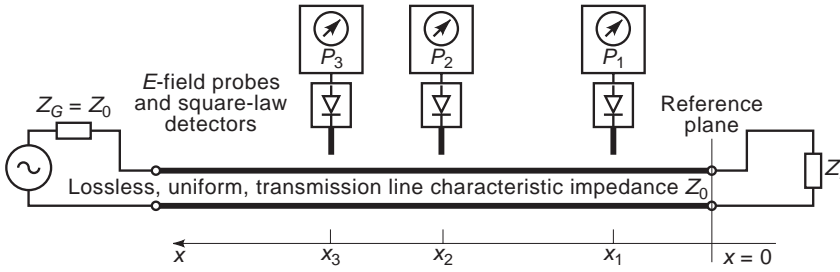 P3
P2
P1
E-field probes
and square-law
detectors
ZG = Z0
Reference
plane
Lossless, uniform, transmission line characteristic impedance Z0
Z
x
x3
x2
x1
x = 0